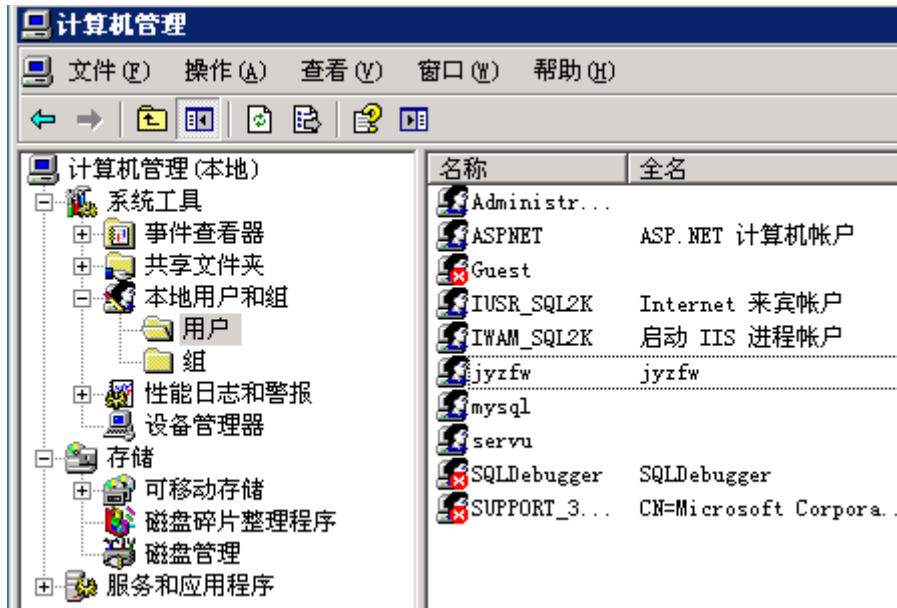 计算机管理
文件(F) 操作(A) 查看(V) 窗口(W) 帮助(H)
计算机管理(本地)
系统工具
事件查看器
共享文件夹
本地用户和组
用户
组
性能日志和警报
设备管理器
存储
可移动存储
磁盘碎片整理程序
磁盘管理
服务和应用程序
名称 全名
Administr...
ASPNET ASP.NET 计算机帐户
Guest
IUSR_SQL2K Internet 来宾帐户
IWAM_SQL2K 启动 IIS 进程帐户
jyzfw jyzfw
mysql
servu
SQLDebugger SQLDebugger
SUPPORT_3... CN=Microsoft Corpora..